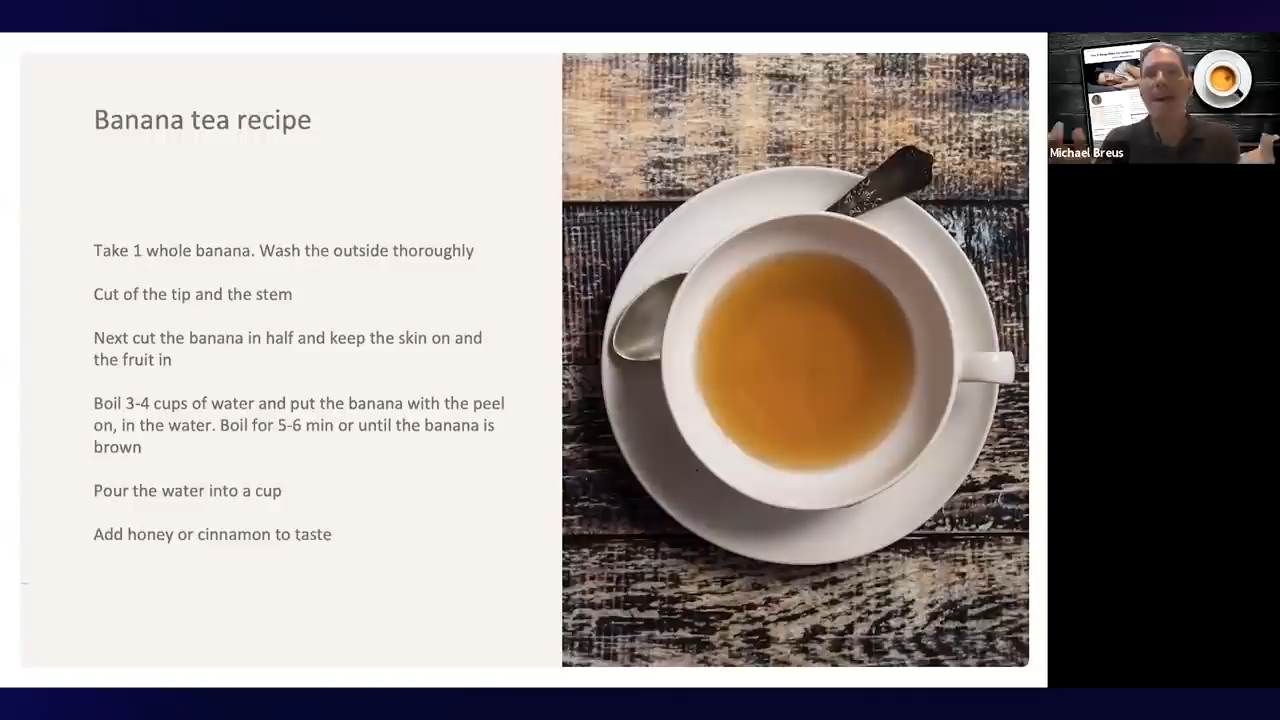 Banana tea recipe
Take 1 whole banana. Wash the outside thoroughly
Cut of the tip and the stem
Next cut the banana in half and keep the skin on and
the fruit in
Boil 3-4 cups of water and put the banana with the peel
on, in the water. Boil for 5-6 min or until the banana is
brown
Pour the water into a cup
Add honey or cinnamon to taste
Michael Breus